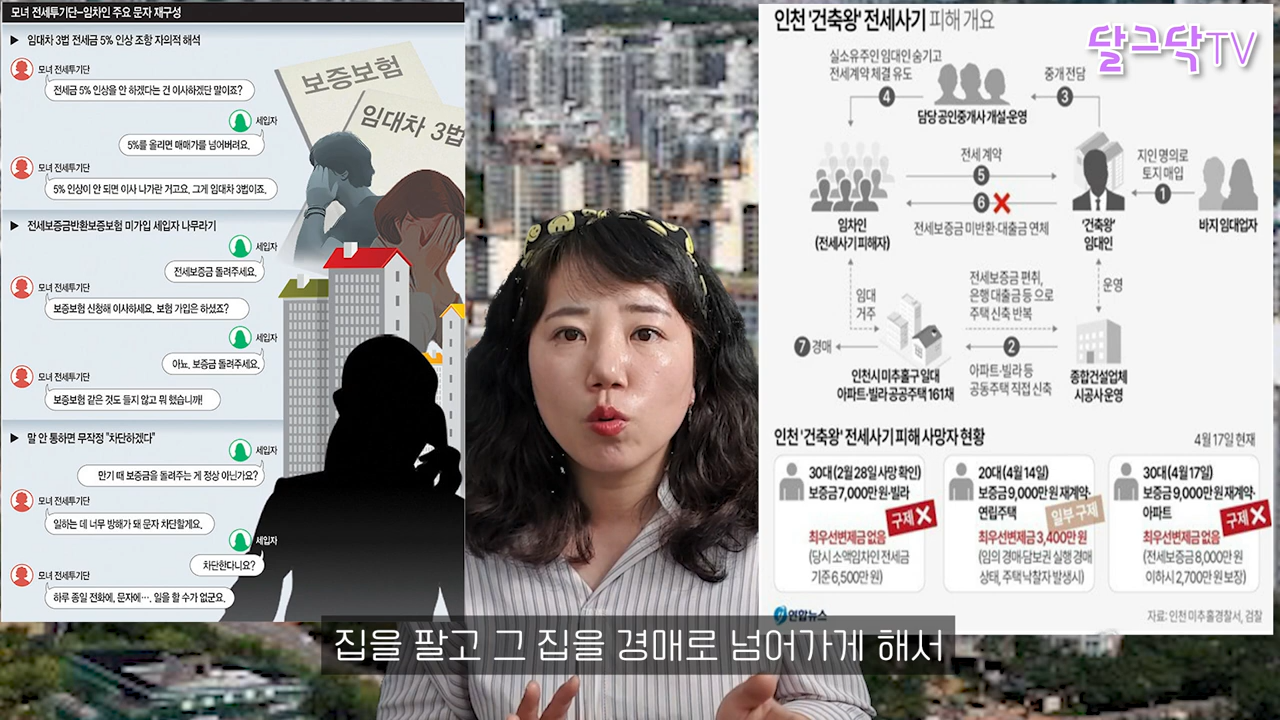 모녀 전세투기단-임차인 주요 문자 재구성
▶ 임대차 3법 전세금 5% 인상 조항 자의적 해석
모녀 전세투기단
전세금 5% 인상을 안 하겠다는 건 이사하겠단 말이죠?
세입자
5%를 올리면 매매가를 넘어버려요.
모녀 전세투기단
5% 인상이 안 되면 이사 나가란 거고요, 그게 임대차 3법이죠.
▶ 전세보증금반환보증보험 미가입 세입자 나무라기
세입자
전세보증금 돌려주세요.
모녀 전세투기단
보증보험 신청해 이사하세요. 보험 가입은 하셨죠?
세입자
아뇨, 보증금 돌려주세요.
모녀 전세투기단
보증보험 같은 것도 들지 않고 뭐 했습니까!
▶ 말 안 통하면 무작정 "차단하겠다"
세입자
만기 때 보증금을 돌려주는 게 정상 아닌가요?
모녀 전세투기단
일하는 데 너무 방해가 돼 문자 차단할게요.
세입자
차단한다니요?
모녀 전세투기단
하루 종일 전화에, 문자에…. 일을 할 수가 없군요.
보증보험
임대차 3법
인천 '건축왕' 전세사기 피해 개요
달그닥TV
실소유주인 임대인 숨기고
전세계약 체결 유도
4
담당 공인중개사 개설·운영
중개 전담
3
전세 계약
5
6
전세보증금 미반환·대출금 연체
임차인
(전세사기 피해자)
'건축왕'
임대인
지인 명의로
토지 매입
1
바지 임대업자
임대
거주
전세보증금 편취,
은행 대출금 등 으로
주택 신축 반복
운영
7 경매
2
인천시 미추홀구 일대
아파트·빌라 공공주택 161채
아파트·빌라 등
공동주택 직접 신축
종합건설업체
시공사 운영
인천 '건축왕' 전세사기 피해 사망자 현황
4월 17일 현재
30대 (2월 28일 사망 확인)
보증금 7,000만 원·빌라
구제 X
최우선변제금 없음
(당시 소액임차인 전세금
기준 6,500만 원)
20대 (4월 14일)
보증금 9,000만 원 재계약·
연립주택
일부 구제
최우선변제금 3,400만 원
(임의 경매·담보권 실행 경매
상태, 주택 낙찰자 발생시)
30대 (4월 17일)
보증금 9,000만 원 재계약·
아파트
구제 X
최우선변제금 없음
(전세보증금 8,000만 원
이하시 2,700만 원 보장)
연합뉴스
자료: 인천 미추홀경찰서, 검찰
집을 팔고 그 집을 경매로 넘어가게 해서